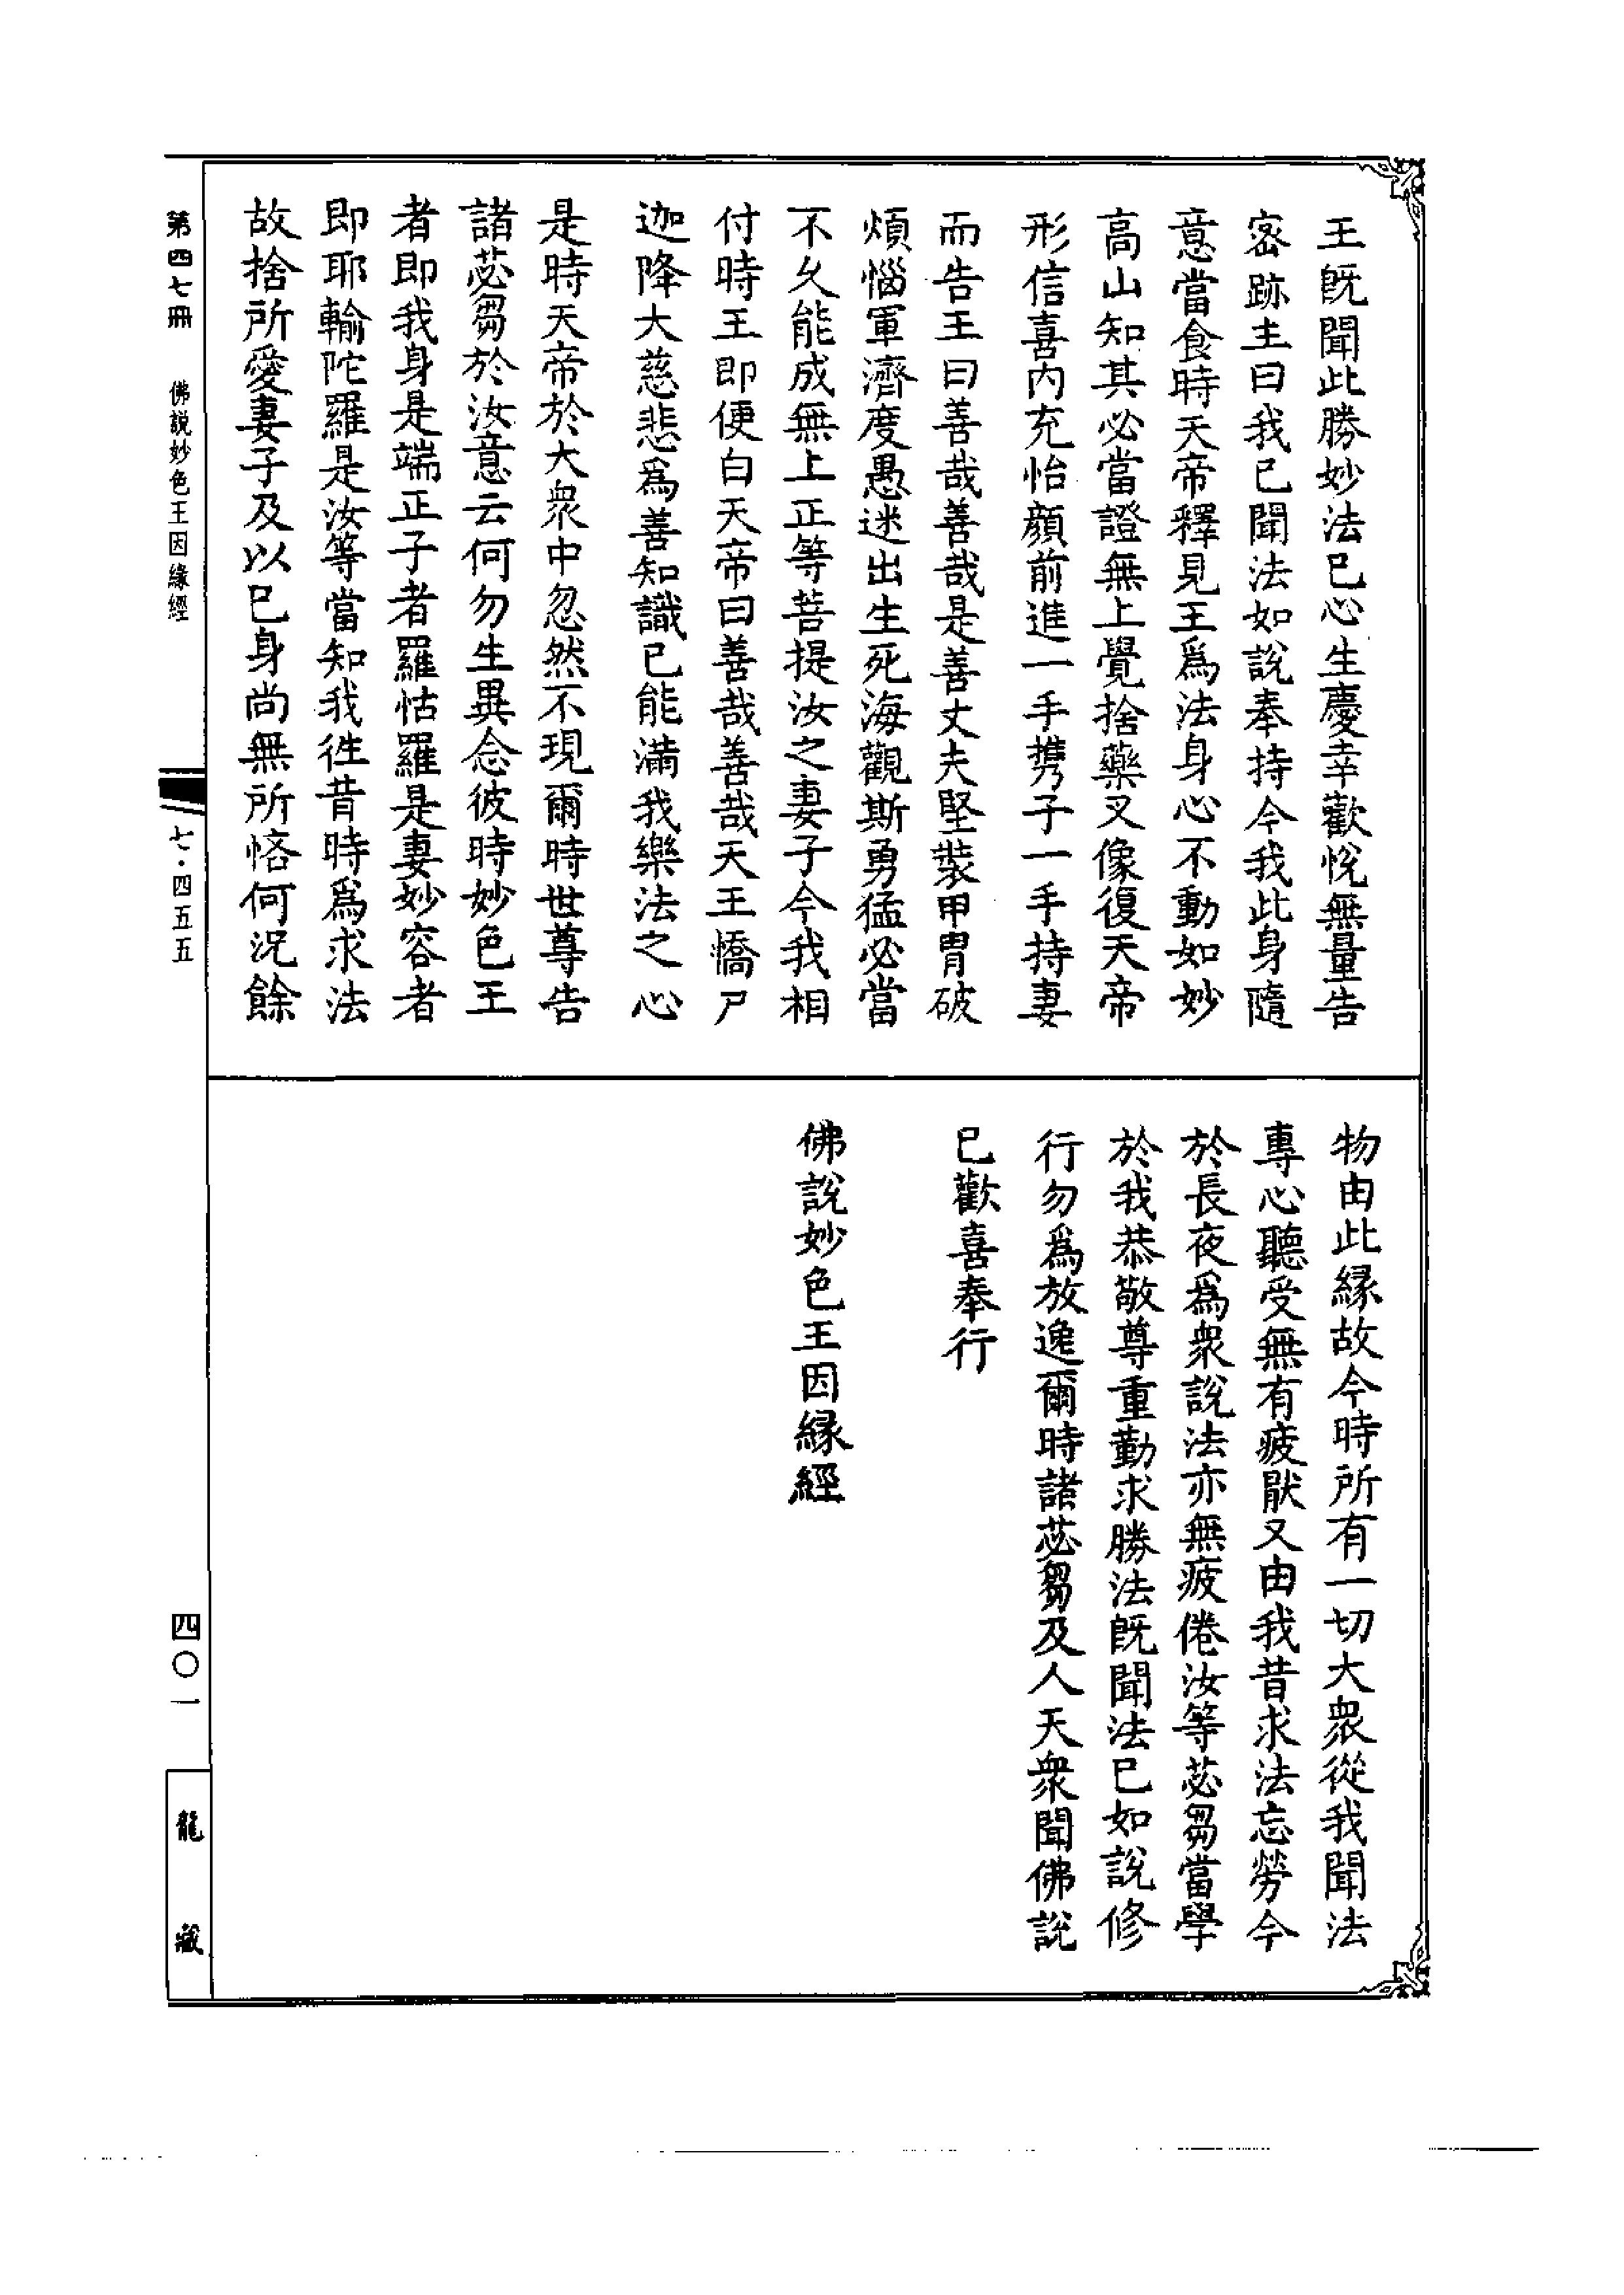 王旣聞此勝妙法已心生慶幸歡悅無量告
密跡主曰我已聞法如說奉持今我此身隨
意當食時天帝釋見王爲法身心不動如妙
高山知其必當證無上覺捨藥叉像復天帝
形信喜內充怡顏前進一手携子一手持妻
而告王曰善哉善哉是善丈夫堅裝甲冑破
煩惱軍濟度愚迷出生死海觀斯勇猛必當
不久能成無上正等菩提汝之妻子今我相
付時王即便白天帝曰善哉善哉天王憍尸
迦降大慈悲爲善知識已能滿我樂法之心
是時天帝於大衆中忽然不現爾時世尊告
諸苾芻於汝意云何勿生異念彼時妙色王
者即我身是端正子者羅怙羅是妻妙容者
即耶輸陀羅是汝等當知我徃昔時爲求法
故捨所愛妻子及以已身尚無所悋何況餘
物由此緣故今時所有一切大衆從我聞法
專心聽受無有疲厭又由我昔求法忘勞今
於長夜爲衆說法亦無疲倦汝等苾芻當學
於我恭敬尊重勤求勝法旣聞法已如說修
行勿爲放逸爾時諸苾芻及人天衆聞佛說
已歡喜奉行
佛說妙色王因緣經
第四七冊 佛說妙色王因緣經
七·四五五
四〇一
龍藏